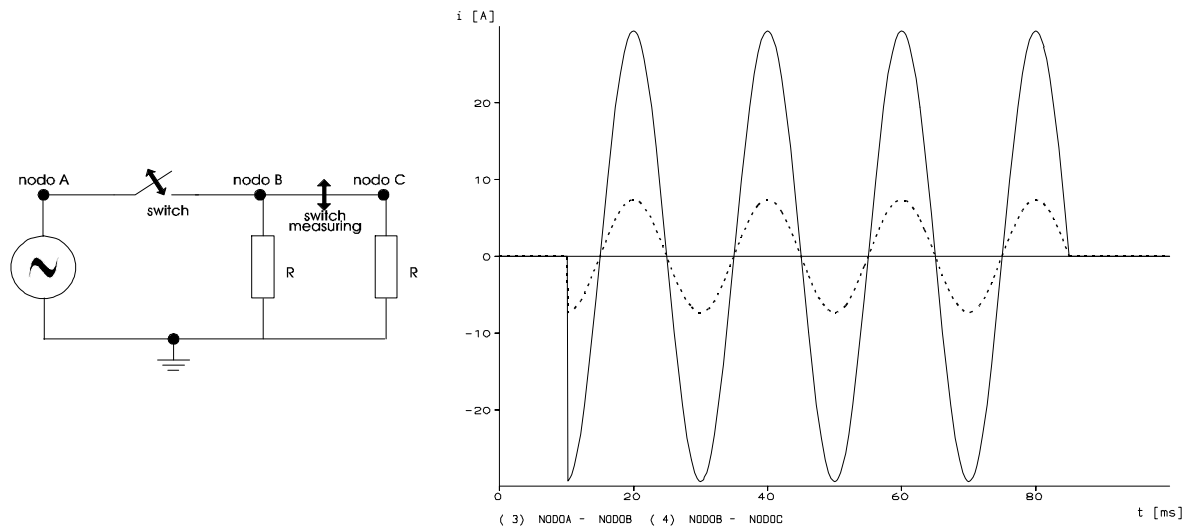 nodo A
switch
nodo B
nodo C
switch
measuring
R
R
i [A]
20
10
0
-10
-20
0
20
40
60
80
t [ms]
( 3) NODOA - NODOB ( 4) NODOB - NODOC